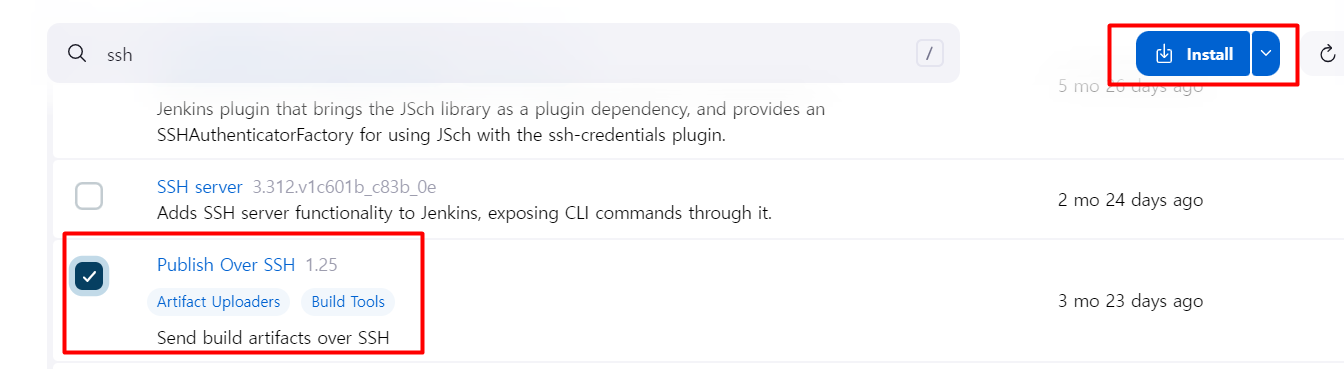 ssh
/
Install
5 mo 26 days ago
Jenkins plugin that brings the JSch library as a plugin dependency, and provides an
SSHAuthenticatorFactory for using JSch with the ssh-credentials plugin.
SSH server 3.312.v1c601b_c83b_0e
Adds SSH server functionality to Jenkins, exposing CLI commands through it.
2 mo 24 days ago
Publish Over SSH 1.25
Artifact Uploaders Build Tools
Send build artifacts over SSH
3 mo 23 days ago